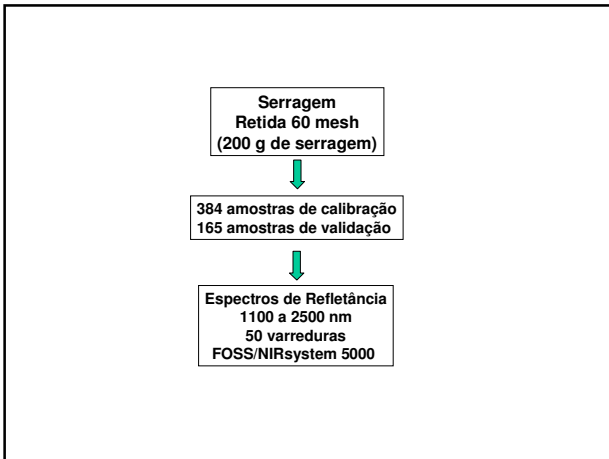 Serragem
Retida 60 mesh
(200 g de serragem)
384 amostras de calibração
165 amostras de validação
Espectros de Refletância
1100 a 2500 nm
50 varreduras
FOSS/NIRsystem 5000